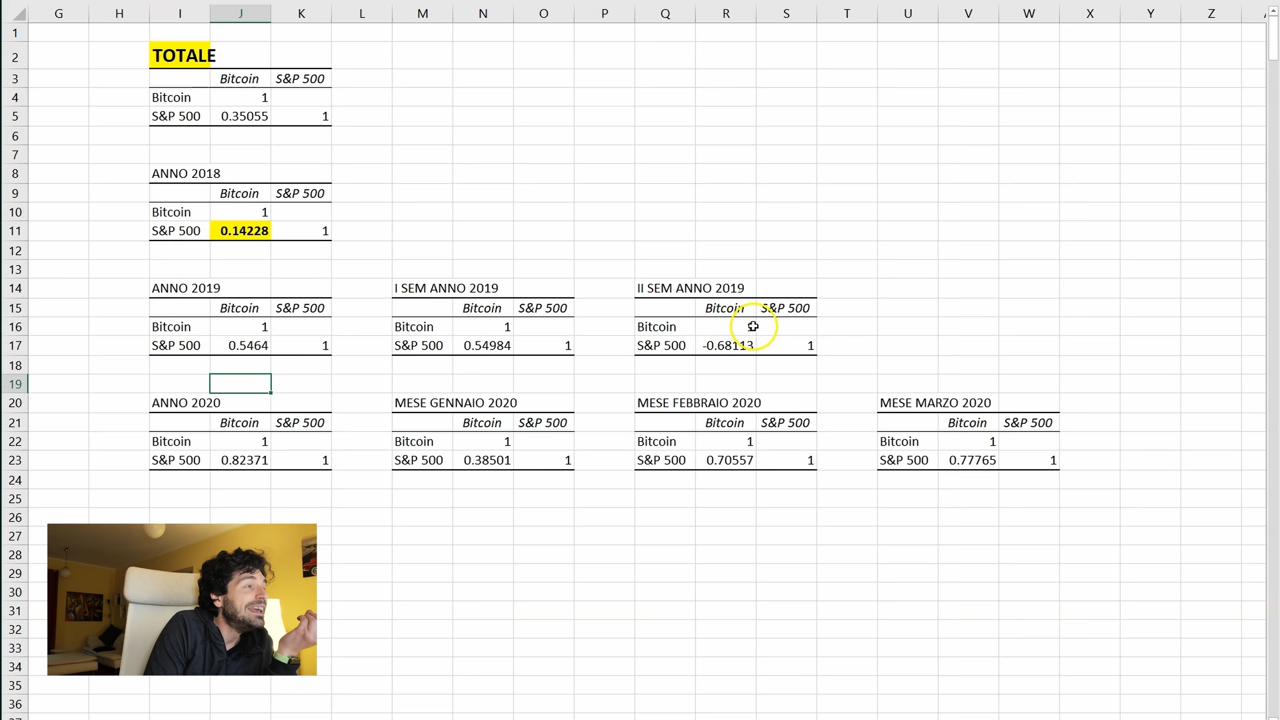 G H I J K L M N O P Q R S T U V W X Y Z
1
2 TOTALE
3 Bitcoin S&P 500
4 Bitcoin 1
5 S&P 500 0.35055 1
6
7
8 ANNO 2018
9 Bitcoin S&P 500
10 Bitcoin 1
11 S&P 500 0.14228 1
12
13
14 ANNO 2019 I SEM ANNO 2019 II SEM ANNO 2019
15 Bitcoin S&P 500 Bitcoin S&P 500 Bitcoin S&P 500
16 Bitcoin 1 Bitcoin 1 Bitcoin
17 S&P 500 0.5464 1 S&P 500 0.54984 1 S&P 500 -0.68113 1
18
19
20 ANNO 2020 MESE GENNAIO 2020 MESE FEBBRAIO 2020 MESE MARZO 2020
21 Bitcoin S&P 500 Bitcoin S&P 500 Bitcoin S&P 500 Bitcoin S&P 500
22 Bitcoin 1 Bitcoin 1 Bitcoin 1 Bitcoin 1
23 S&P 500 0.82371 1 S&P 500 0.38501 1 S&P 500 0.70557 1 S&P 500 0.77765 1
24
25
26
27
28
29
30
31
32
33
34
35
36